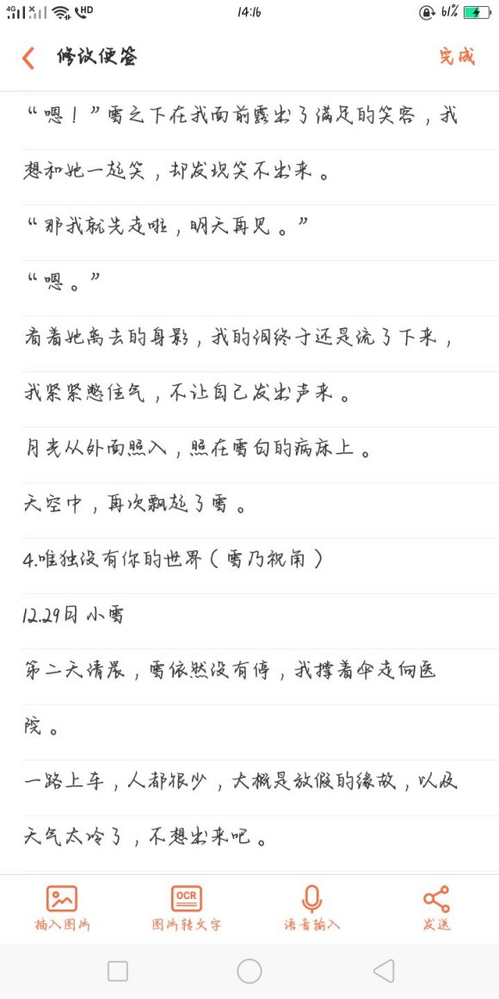 4G HD 14:16 61%
修改便签 完成
“嗯！”雪之下在我面前露出了满足的笑容，我
想和她一起笑，却发现笑不出来。
“那我就先走啦，明天再见。”
“嗯。”
看着她离去的身影，我的泪终于还是流了下来，
我紧紧憋住气，不让自己发出声来。
月光从外面照入，照在雪白的病床上。
天空中，再次飘起了雪。
4.唯独没有你的世界（雪乃视角）
12.29日 小雪
第二天清晨，雪依然没有停，我撑着伞走向医
院。
一路上车，人都很少，大概是放假的缘故，以及
天气太冷了，不想出来吧。
OCR
插入图片 图片转文字 语音输入 发送